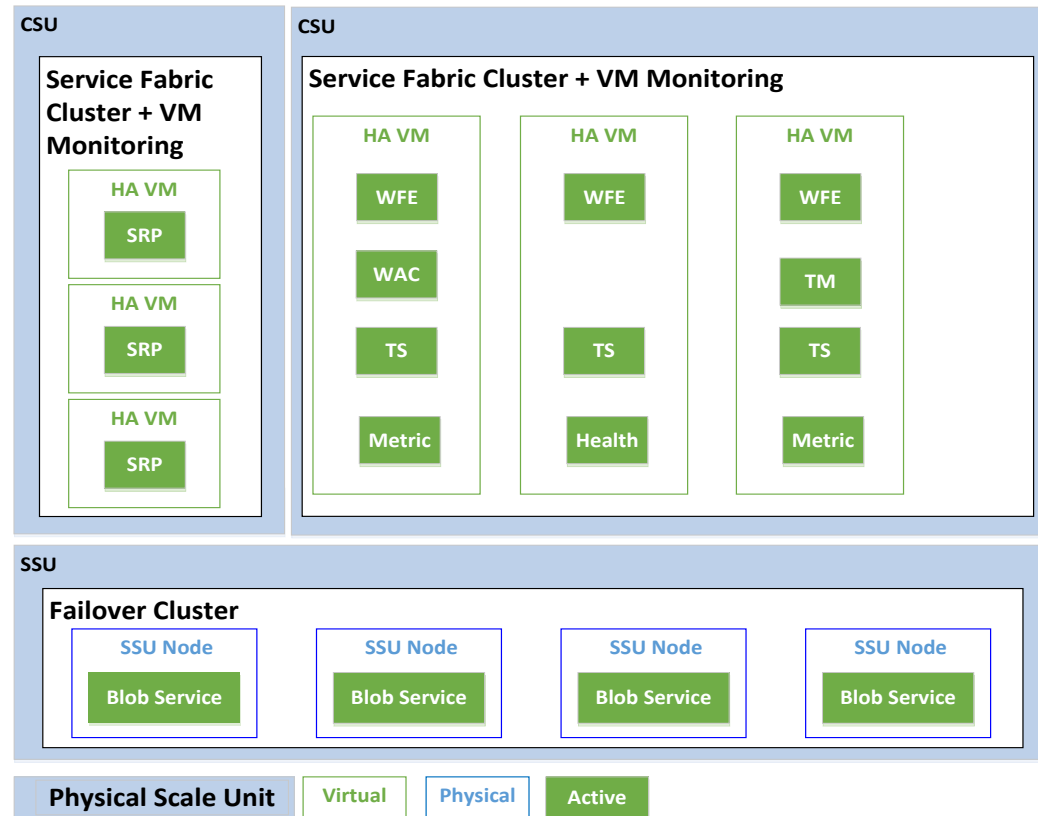 CSU
Service Fabric
Cluster + VM
Monitoring
HA VM
SRP
HA VM
SRP
HA VM
SRP
CSU
Service Fabric Cluster + VM Monitoring
HA VM
WFE
WAC
TS
Metric
HA VM
WFE
TS
Health
HA VM
WFE
TM
TS
Metric
SSU
Failover Cluster
SSU Node
Blob Service
SSU Node
Blob Service
SSU Node
Blob Service
SSU Node
Blob Service
Physical Scale Unit
Virtual
Physical
Active